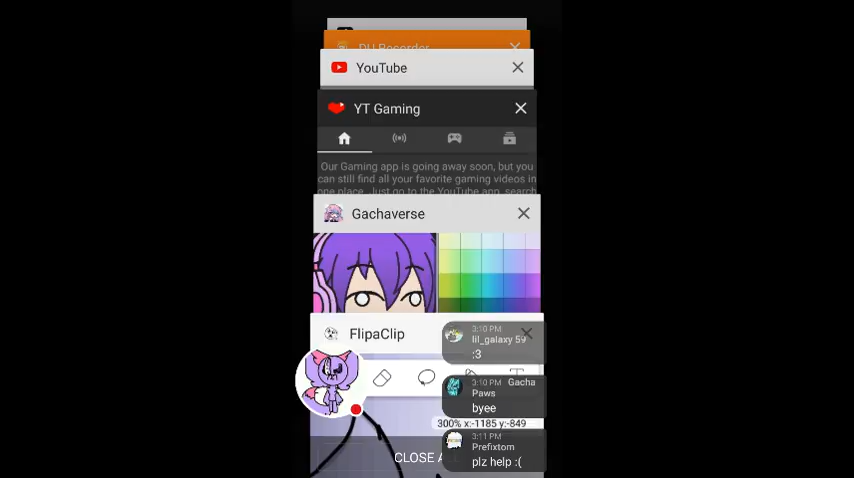 DU Recorder
YouTube
YT Gaming
Our Gaming app is going away soon, but you
can still find all your favorite gaming videos in
one place. Just go to the YouTube app, search
Gachaverse
FlipaClip
3:10 PM
lil_galaxy 59
:3
T
3:10 PM Gacha
Paws
byee
300% x:-1185 y:-849
3:11 PM
Prefixtom
plz help :(
CLOSE A